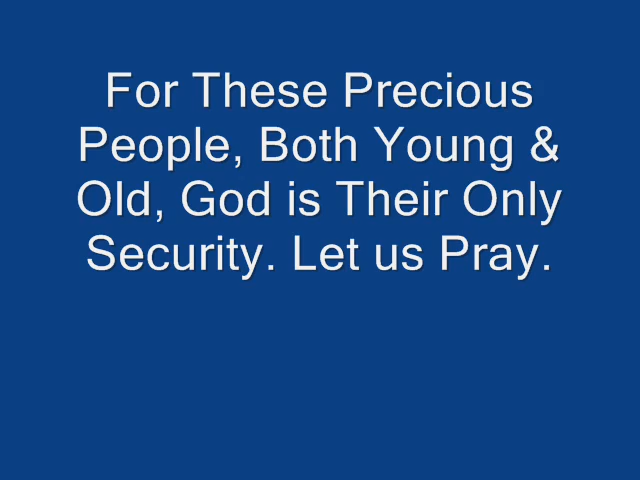 For These Precious
People, Both Young &
Old, God is Their Only
Security. Let us Pray.